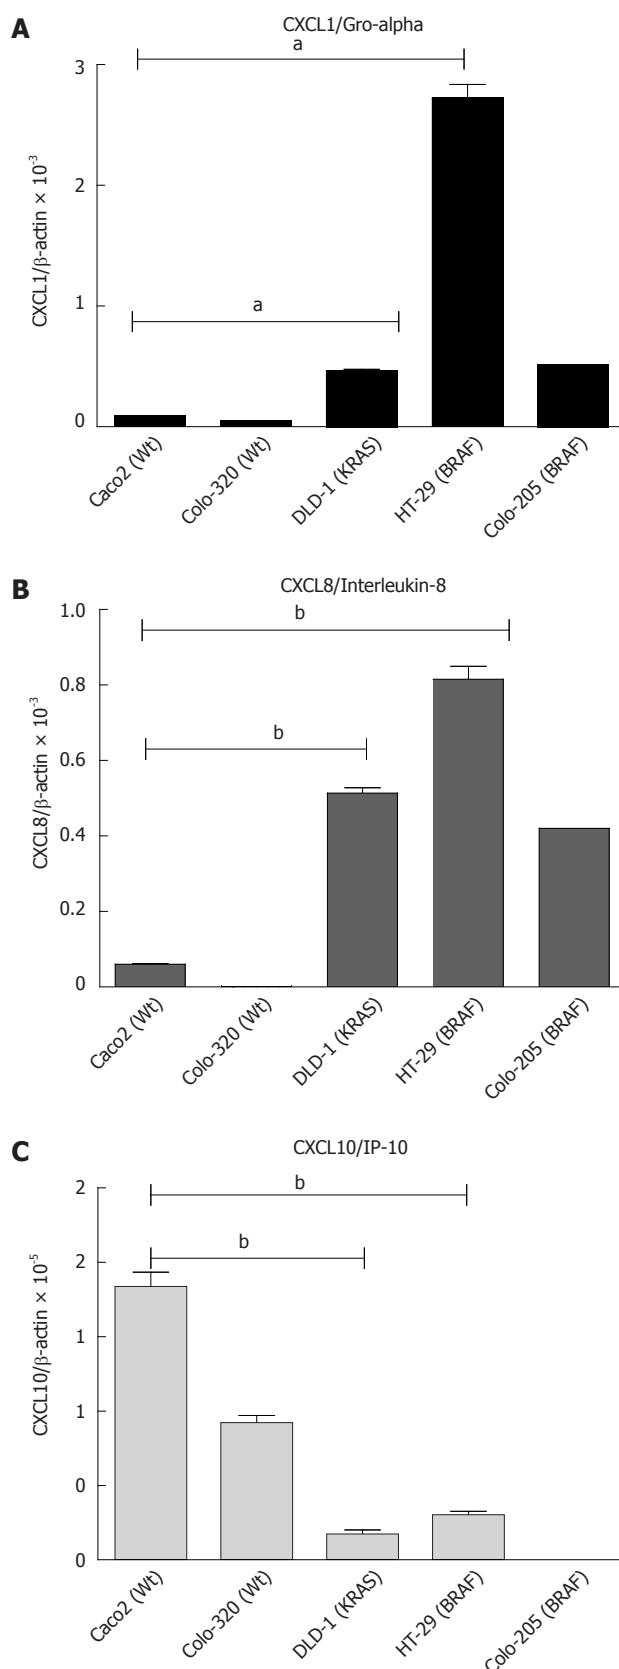 A
CXCL1/Gro-alpha
a
3
2
1
0
CXCL1/β-actin × 10-3
a
Caco2 (Wt)
Colo-320 (Wt)
DLD-1 (KRAS)
HT-29 (BRAF)
Colo-205 (BRAF)
B
CXCL8/Interleukin-8
b
1.0
0.8
0.6
0.4
0.2
0
CXCL8/β-actin × 10-3
b
Caco2 (Wt)
Colo-320 (Wt)
DLD-1 (KRAS)
HT-29 (BRAF)
Colo-205 (BRAF)
C
CXCL10/IP-10
b
2
2
1
1
0
0
CXCL10/β-actin × 10-5
b
Caco2 (Wt)
Colo-320 (Wt)
DLD-1 (KRAS)
HT-29 (BRAF)
Colo-205 (BRAF)